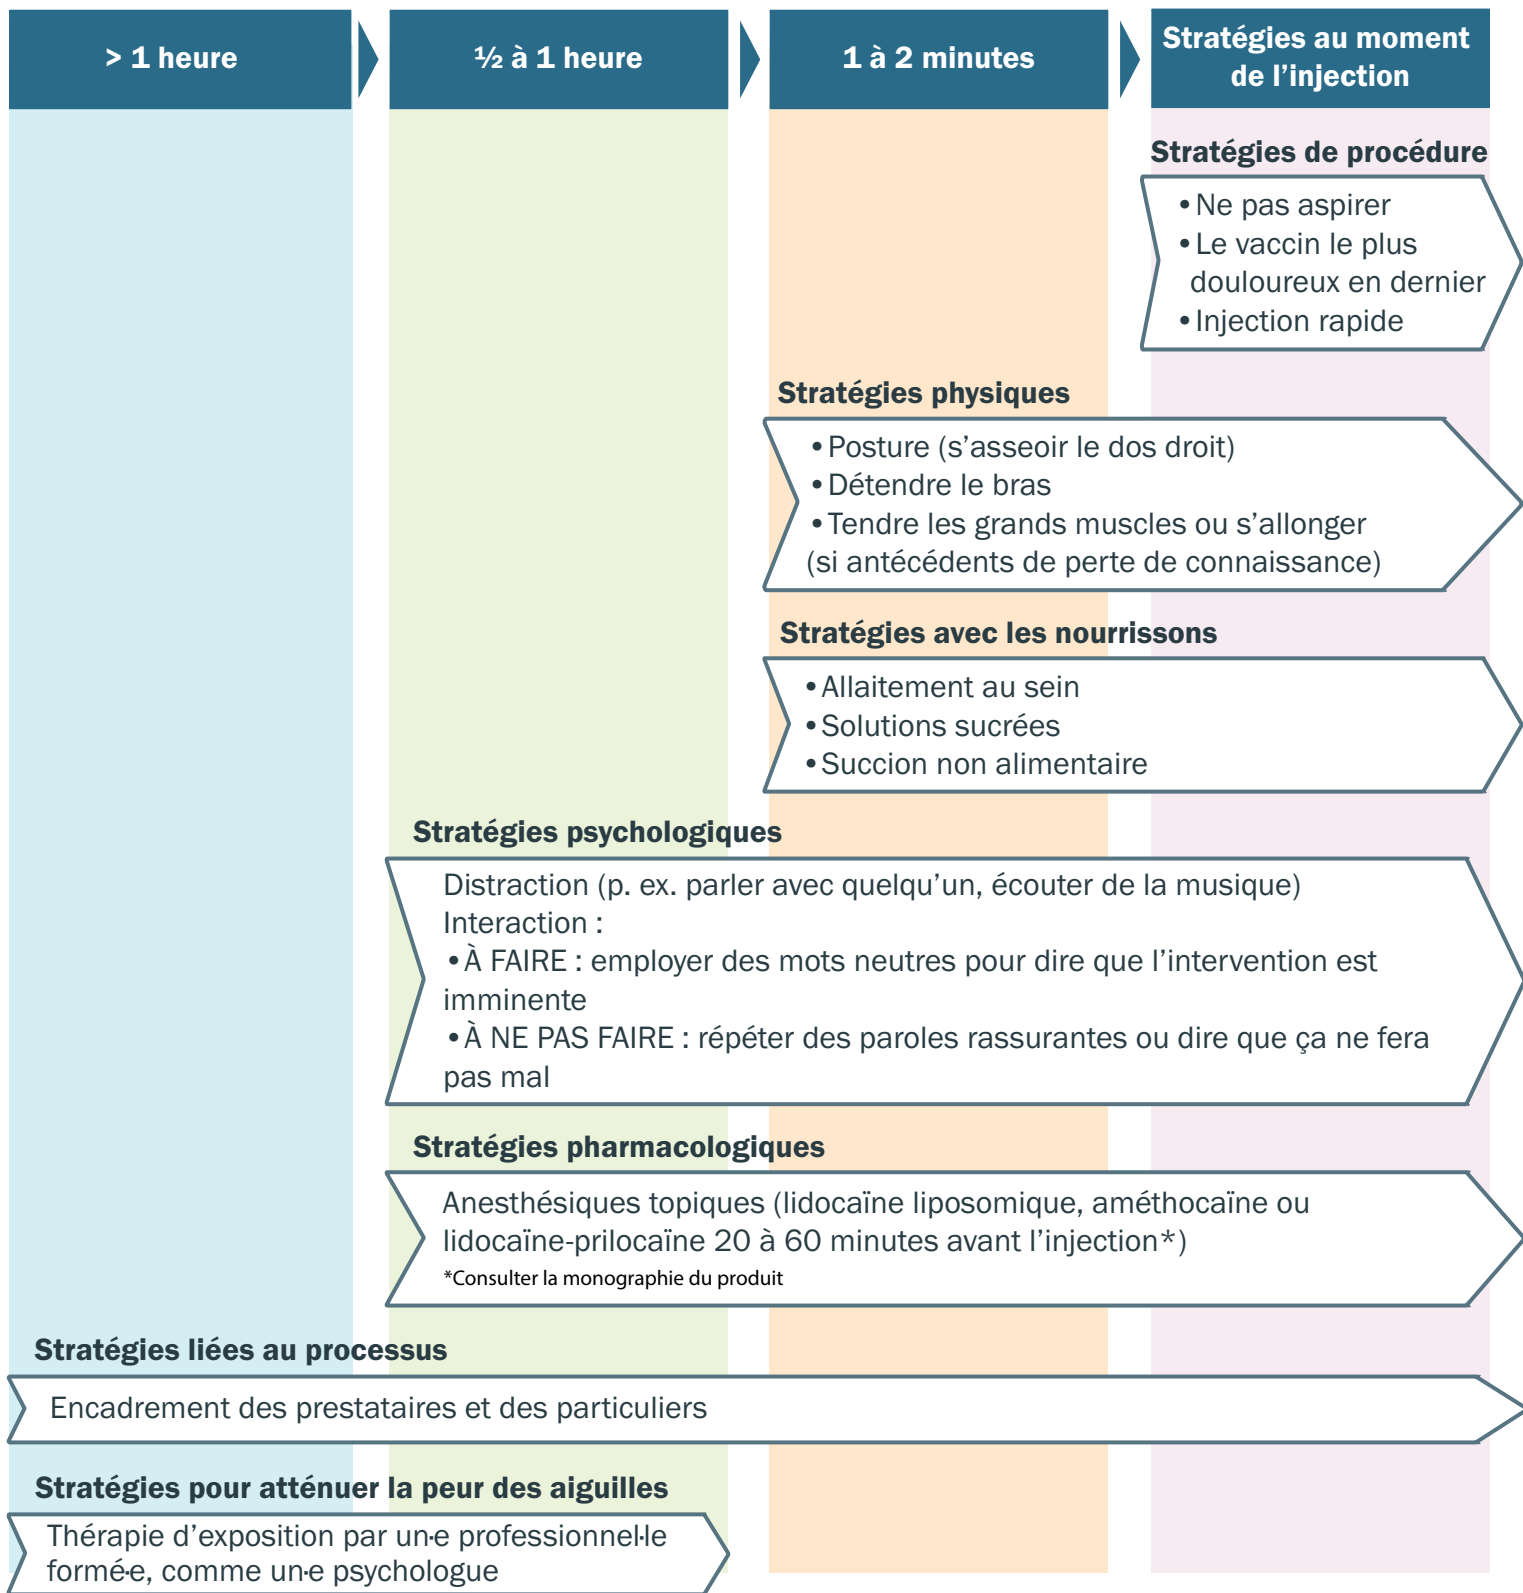 > 1 heure
½ à 1 heure
1 à 2 minutes
Stratégies au moment
de l’injection
Stratégies de procédure
•Ne pas aspirer
•Le vaccin le plus
douloureux en dernier
•Injection rapide
Stratégies physiques
•Posture (s’asseoir le dos droit)
•Détendre le bras
•Tendre les grands muscles ou s’allonger
(si antécédents de perte de connaissance)
Stratégies avec les nourrissons
•Allaitement au sein
•Solutions sucrées
•Succion non alimentaire
Stratégies psychologiques
Distraction (p. ex. parler avec quelqu’un, écouter de la musique)
Interaction :
•À FAIRE : employer des mots neutres pour dire que l’intervention est
imminente
•À NE PAS FAIRE : répéter des paroles rassurantes ou dire que ça ne fera
pas mal
Stratégies pharmacologiques
Anesthésiques topiques (lidocaïne liposomique, améthocaïne ou
lidocaïne-prilocaïne 20 à 60 minutes avant l’injection*)
*Consulter la monographie du produit
Stratégies liées au processus
Encadrement des prestataires et des particuliers
Stratégies pour atténuer la peur des aiguilles
Thérapie d’exposition par un·e professionnel·le
formé·e, comme un·e psychologue